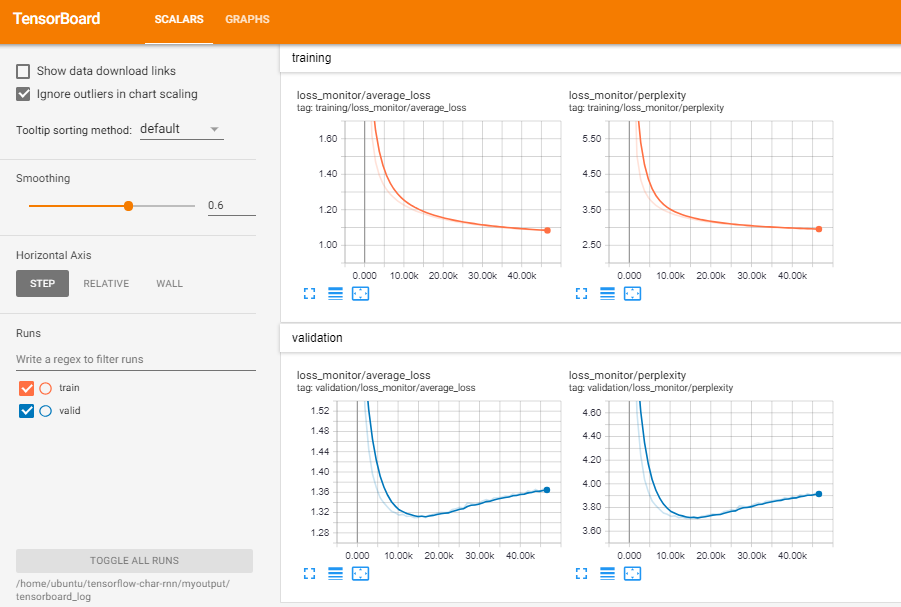 TensorBoard SCALARS GRAPHS
Show data download links
Ignore outliers in chart scaling
Tooltip sorting method: default
Smoothing
0.6
Horizontal Axis
STEP RELATIVE WALL
Runs
Write a regex to filter runs
train
valid
TOGGLE ALL RUNS
/home/ubuntu/tensorflow-char-rnn/myoutput/
tensorboard_log
training
loss_monitor/average_loss
tag: training/loss_monitor/average_loss
1.60
1.40
1.20
1.00
0.000 10.00k 20.00k 30.00k 40.00k
loss_monitor/perplexity
tag: training/loss_monitor/perplexity
5.50
4.50
3.50
2.50
0.000 10.00k 20.00k 30.00k 40.00k
validation
loss_monitor/average_loss
tag: validation/loss_monitor/average_loss
1.52
1.48
1.44
1.40
1.36
1.32
1.28
0.000 10.00k 20.00k 30.00k 40.00k
loss_monitor/perplexity
tag: validation/loss_monitor/perplexity
4.60
4.40
4.20
4.00
3.80
3.60
0.000 10.00k 20.00k 30.00k 40.00k